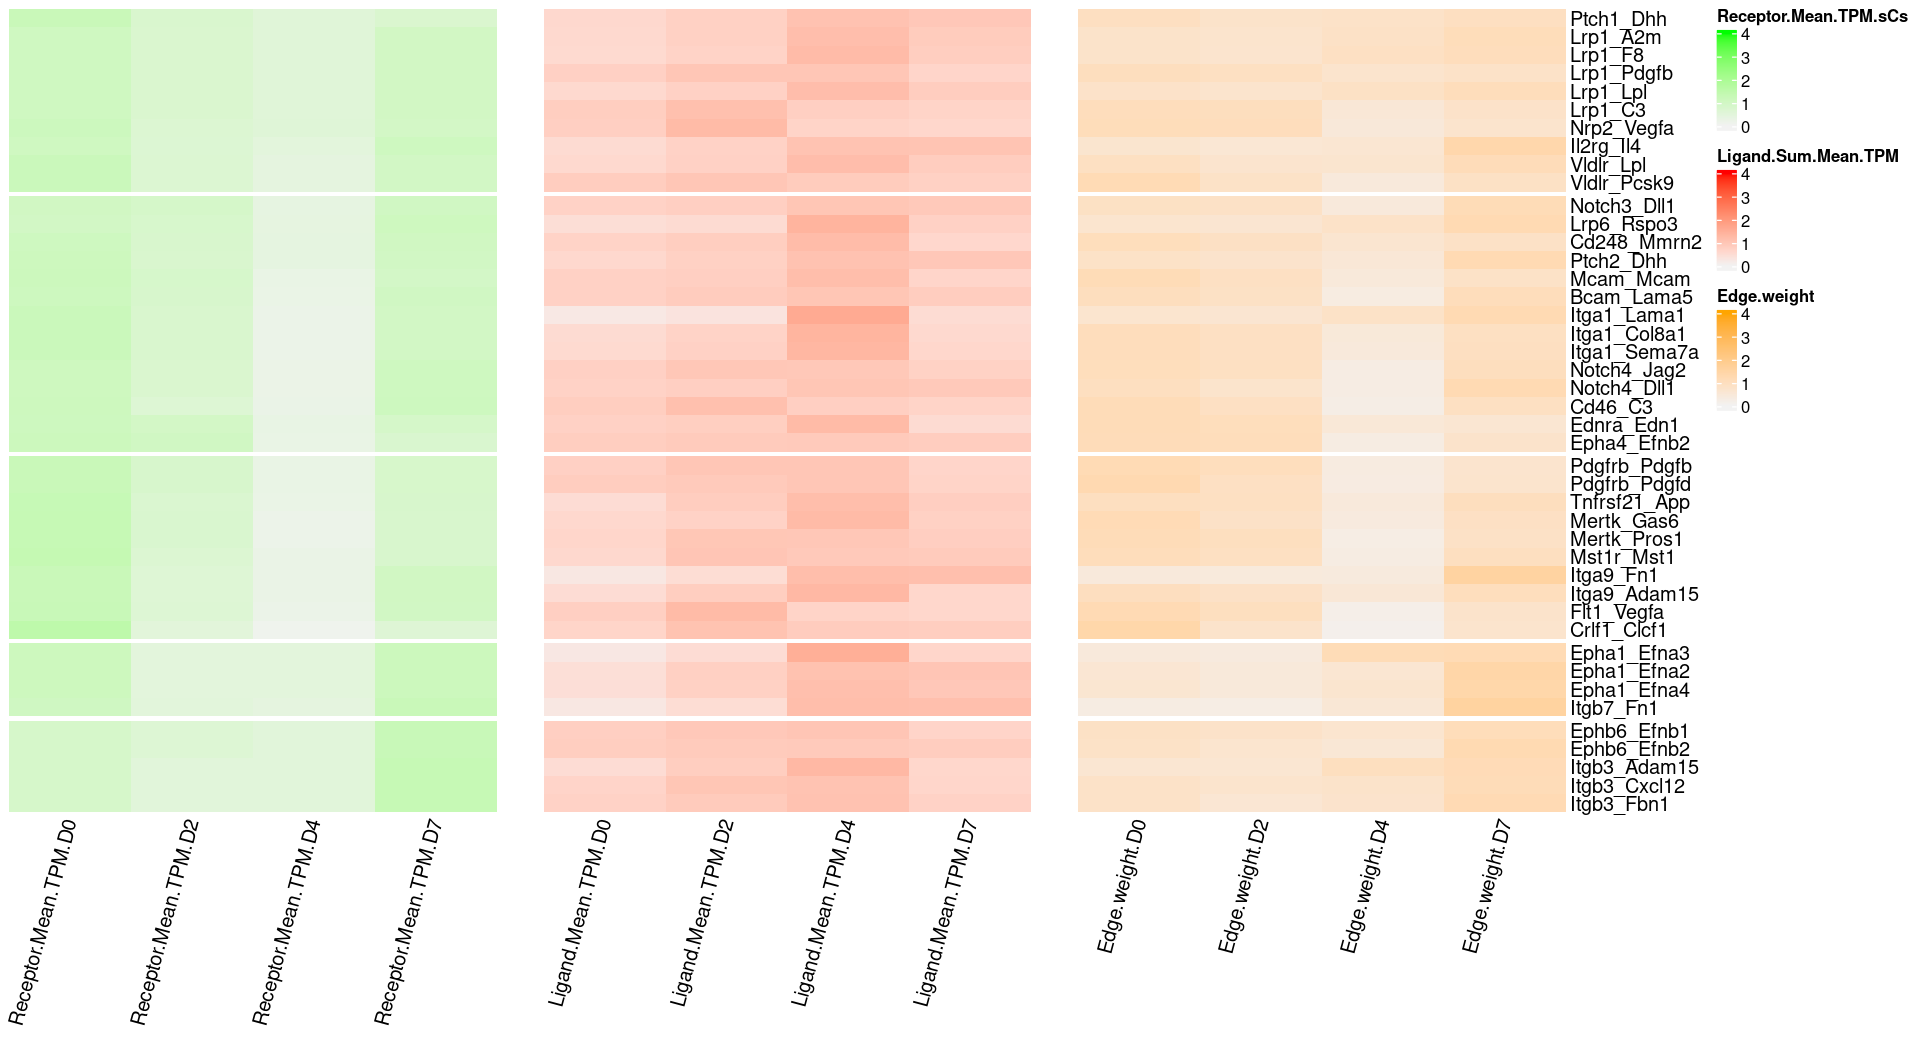 Ptch1_Dhh
Lrp1_A2m
Lrp1_F8
Lrp1_Pdgfb
Lrp1_Lpl
Lrp1_C3
Nrp2_Vegfa
Il2rg_Il4
Vldlr_Lpl
Vldlr_Pcsk9
Notch3_Dll1
Lrp6_Rspo3
Cd248_Mmrn2
Ptch2_Dhh
Mcam_Mcam
Bcam_Lama5
Itga1_Lama1
Itga1_Col8a1
Itga1_Sema7a
Notch4_Jag2
Notch4_Dll1
Cd46_C3
Ednra_Edn1
Epha4_Efnb2
Pdgfrb_Pdgfb
Pdgfrb_Pdgfd
Tnfrsf21_App
Mertk_Gas6
Mertk_Pros1
Mst1r_Mst1
Itga9_Fn1
Itga9_Adam15
Flt1_Vegfa
Crlf1_Clcf1
Epha1_Efna3
Epha1_Efna2
Epha1_Efna4
Itgb7_Fn1
Ephb6_Efnb1
Ephb6_Efnb2
Itgb3_Adam15
Itgb3_Cxcl12
Itgb3_Fbn1
Receptor.Mean.TPM.D0
Receptor.Mean.TPM.D2
Receptor.Mean.TPM.D4
Receptor.Mean.TPM.D7
Ligand.Mean.TPM.D0
Ligand.Mean.TPM.D2
Ligand.Mean.TPM.D4
Ligand.Mean.TPM.D7
Edge.weight.D0
Edge.weight.D2
Edge.weight.D4
Edge.weight.D7
Receptor.Mean.TPM.sCs
4
3
2
1
0
Ligand.Sum.Mean.TPM
4
3
2
1
0
Edge.weight
4
3
2
1
0